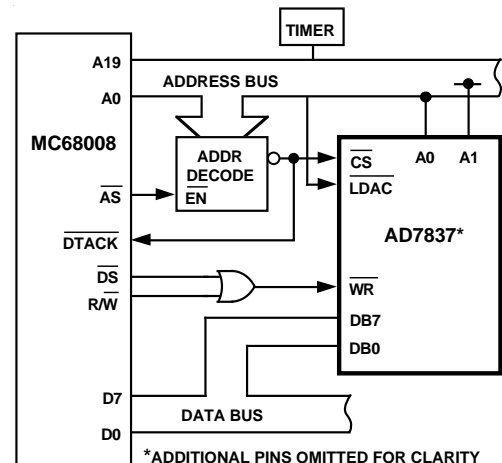 TIMER
A19
ADDRESS BUS
A0
MC68008
ADDR
DECODE
EN
CS
A0
A1
LDAC
AS
AD7837*
DTACK
DS
R/W
WR
DB7
DB0
D7
DATA BUS
D0
*ADDITIONAL PINS OMITTED FOR CLARITY